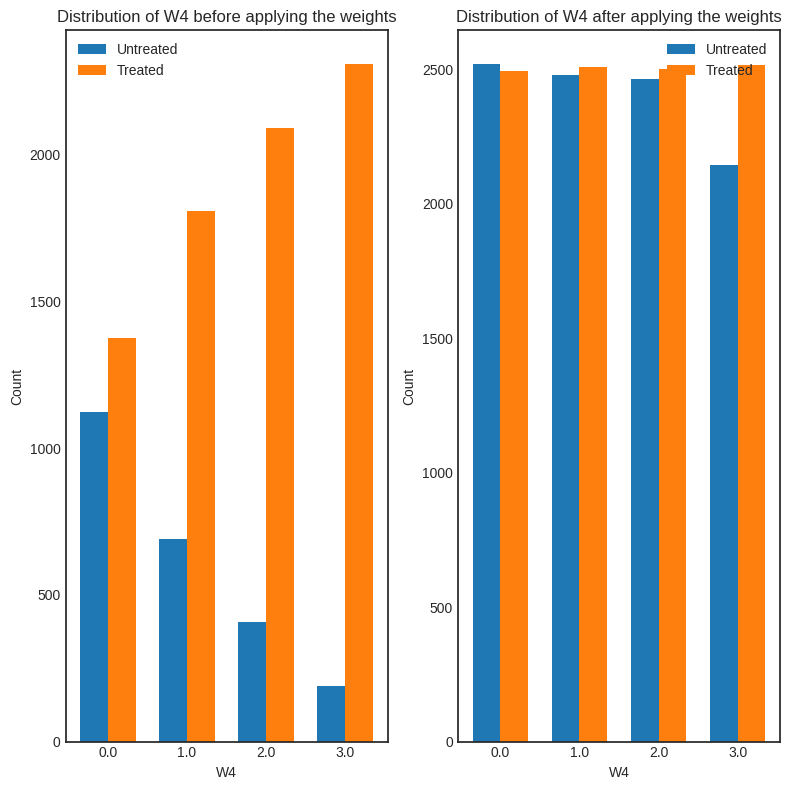 Distribution of W4 before applying the weights
Untreated
Treated
2000
1500
1000
500
0
Count
0.0 1.0 2.0 3.0
W4
Distribution of W4 after applying the weights
Untreated
Treated
2500
2000
1500
1000
500
0
Count
0.0 1.0 2.0 3.0
W4